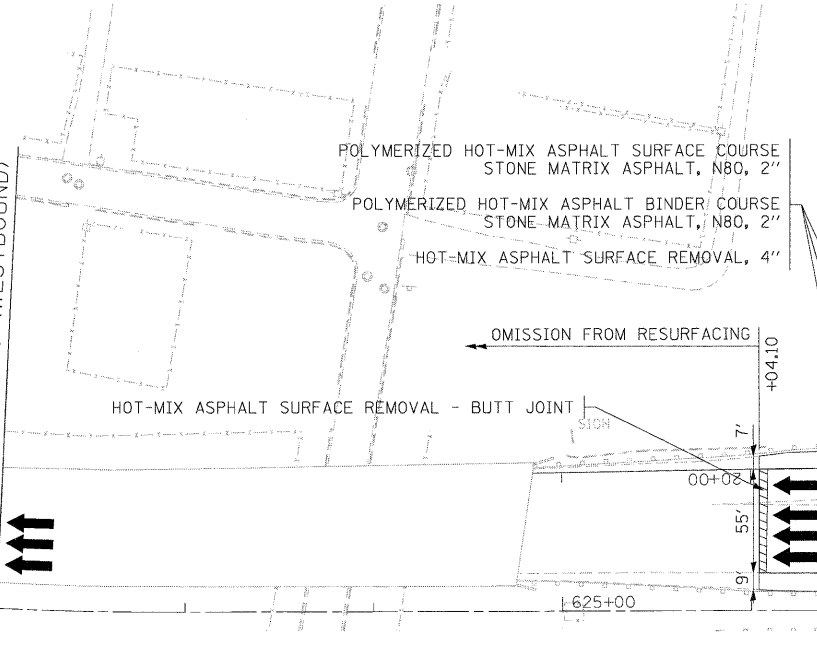 POLYMERIZED HOT-MIX ASPHALT SURFACE COURSE
STONE MATRIX ASPHALT, N80, 2"
POLYMERIZED HOT-MIX ASPHALT BINDER COURSE
STONE MATRIX ASPHALT, N80, 2"
HOT-MIX ASPHALT SURFACE REMOVAL, 4"
OMISSION FROM RESURFACING
+04.10
HOT-MIX ASPHALT SURFACE REMOVAL - BUTT JOINT
SIGN
7'
00+02
55'
9'
625+00